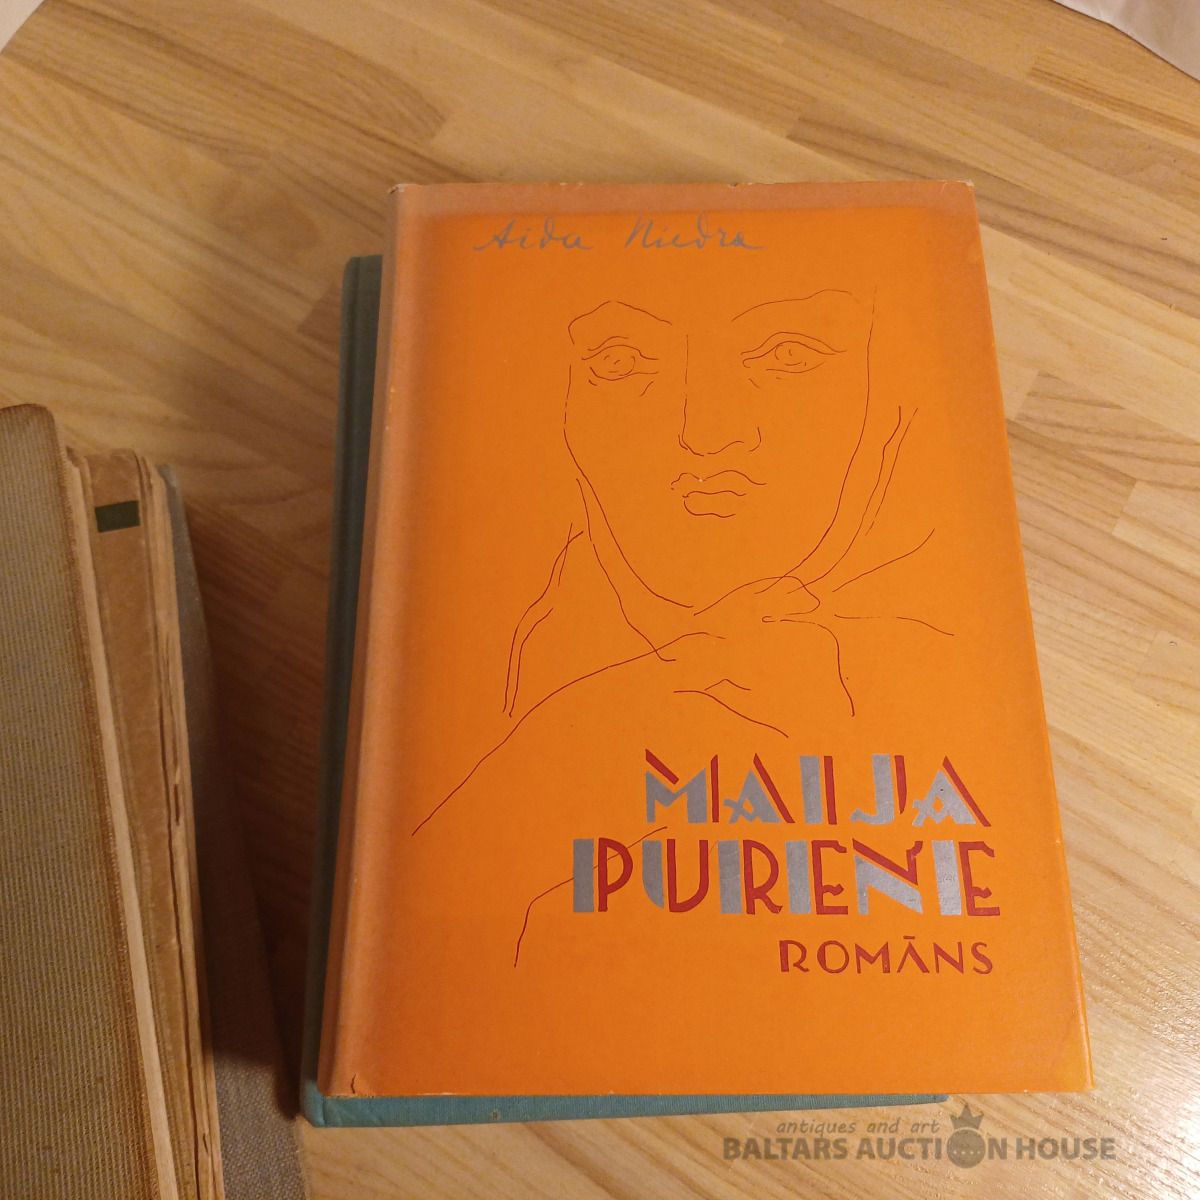 Aida Niedra
MAIJA
PURENE
ROMĀNS
antiques and art
BALTARS AUCTION HOUSE